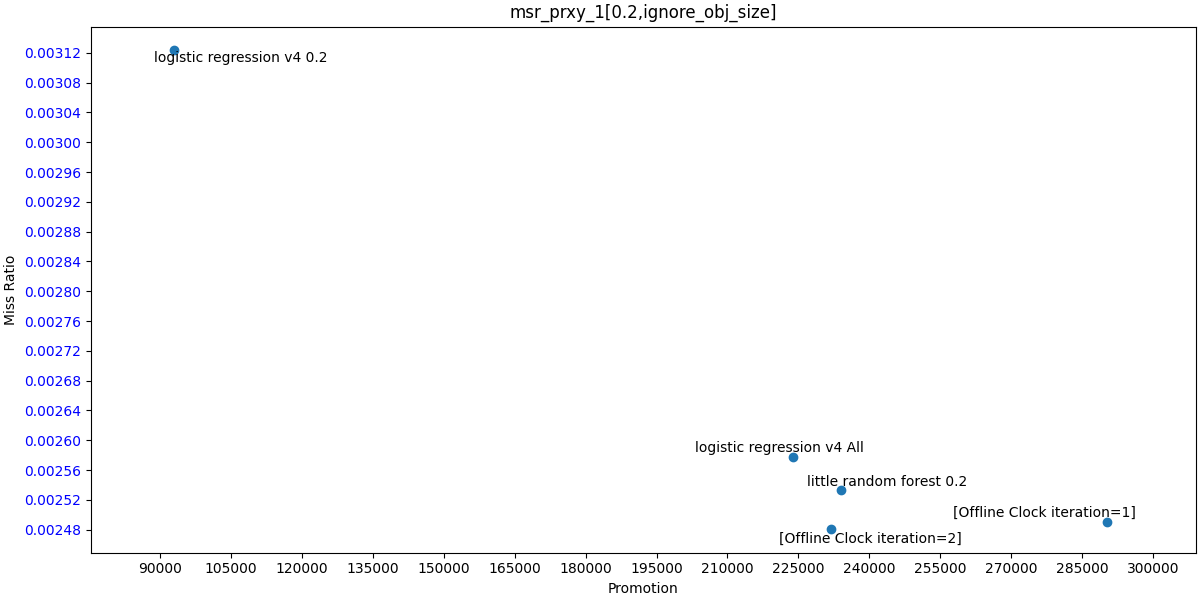 msr_prxy_1[0.2,ignore_obj_size]
Miss Ratio
0.00312
0.00308
0.00304
0.00300
0.00296
0.00292
0.00288
0.00284
0.00280
0.00276
0.00272
0.00268
0.00264
0.00260
0.00256
0.00252
0.00248
logistic regression v4 0.2
logistic regression v4 All
little random forest 0.2
[Offline Clock iteration=1]
[Offline Clock iteration=2]
90000 105000 120000 135000 150000 165000 180000 195000 210000 225000 240000 255000 270000 285000 300000
Promotion